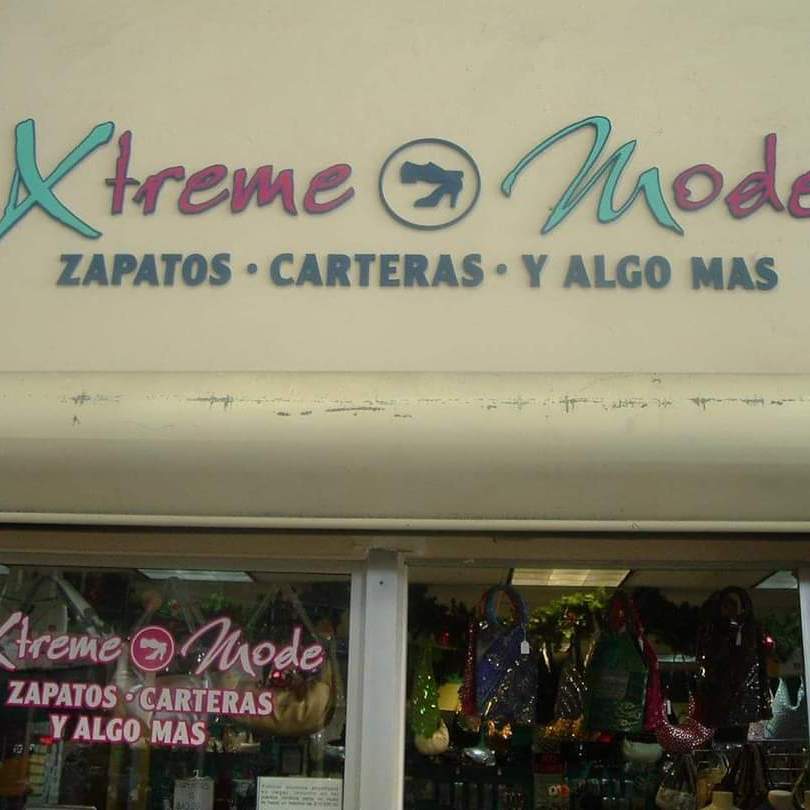 Xtreme Mode
ZAPATOS • CARTERAS • Y ALGO MAS
Xtreme Mode
ZAPATOS • CARTERAS
Y ALGO MAS